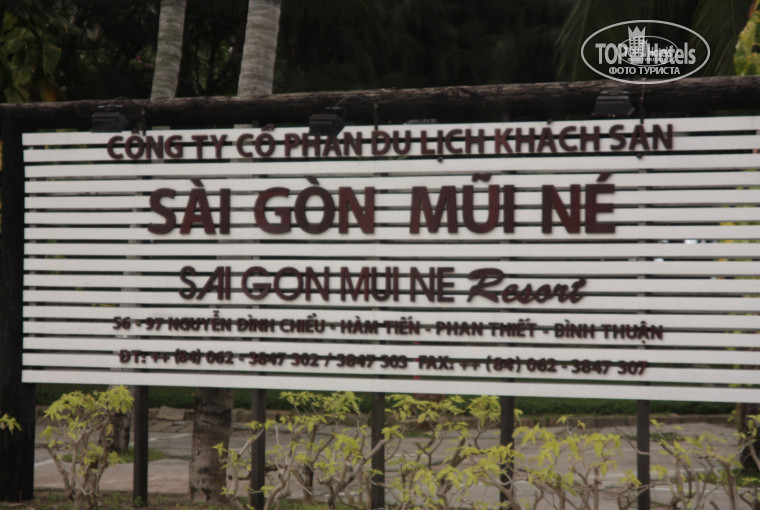 TOPHotels
ФОТО ТУРИСТА
CÔNG TY CỔ PHẦN DU LỊCH KHÁCH SẠN
SÀI GÒN MŨI NÉ
SAI GON MUI NE Resort
56 - 97 NGUYỄN ĐÌNH CHIỂU - HÀM TIẾN - PHAN THIẾT - BÌNH THUẬN
ĐT: ++ (84) 062 - 3847 302 / 3847 303 FAX: ++ (84) 062 - 3847 307